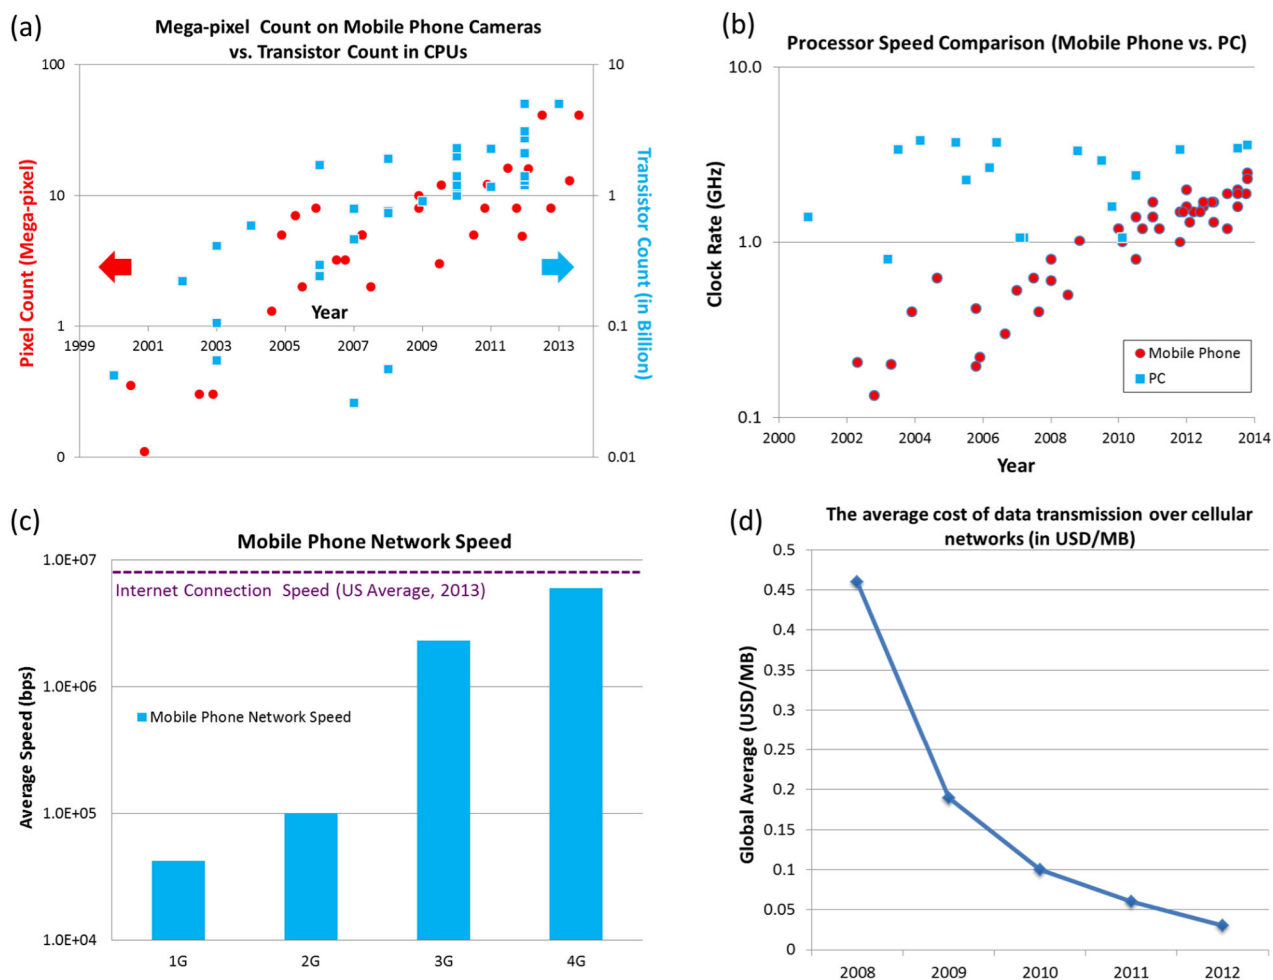 (a)
Mega-pixel Count on Mobile Phone Cameras
vs. Transistor Count in CPUs
100
10
1
0
Pixel Count (Mega-pixel)
10
1
0.1
0.01
Transistor Count (in Billion)
Year
1999
2001
2003
2005
2007
2009
2011
2013
(b)
Processor Speed Comparison (Mobile Phone vs. PC)
10.0
1.0
0.1
Clock Rate (GHz)
Mobile Phone
PC
2000
2002
2004
2006
2008
2010
2012
2014
Year
(c)
Mobile Phone Network Speed
1.0E+07
1.0E+06
1.0E+05
1.0E+04
Average Speed (bps)
Internet Connection Speed (US Average, 2013)
Mobile Phone Network Speed
1G
2G
3G
4G
(d)
The average cost of data transmission over cellular
networks (in USD/MB)
0.5
0.45
0.4
0.35
0.3
0.25
0.2
0.15
0.1
0.05
0
Global Average (USD/MB)
2008
2009
2010
2011
2012